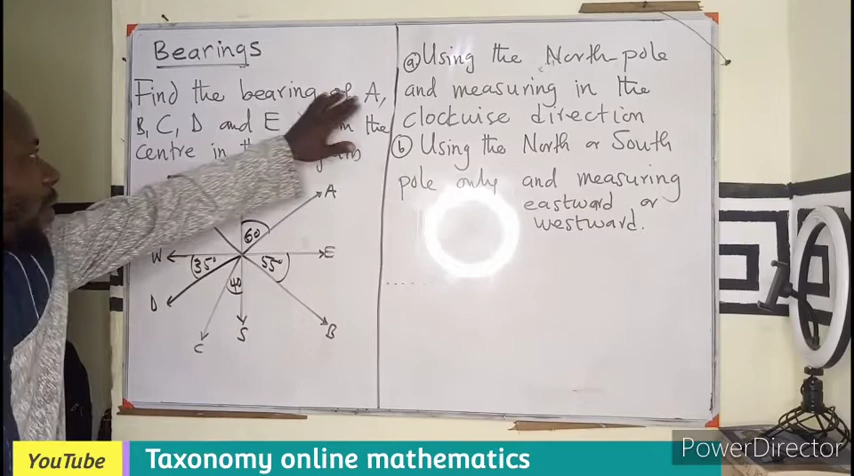 Bearings
Find the bearing of A,
B, C, D and E the
centre in the
(a) Using the North-pole
and measuring in the
clockwise direction
(b) Using the North or South
pole only and measuring
eastward or
westward.
A
60
W
35°
55°
E
D
40
C
S
B
YouTube
Taxonomy online mathematics
PowerDirector